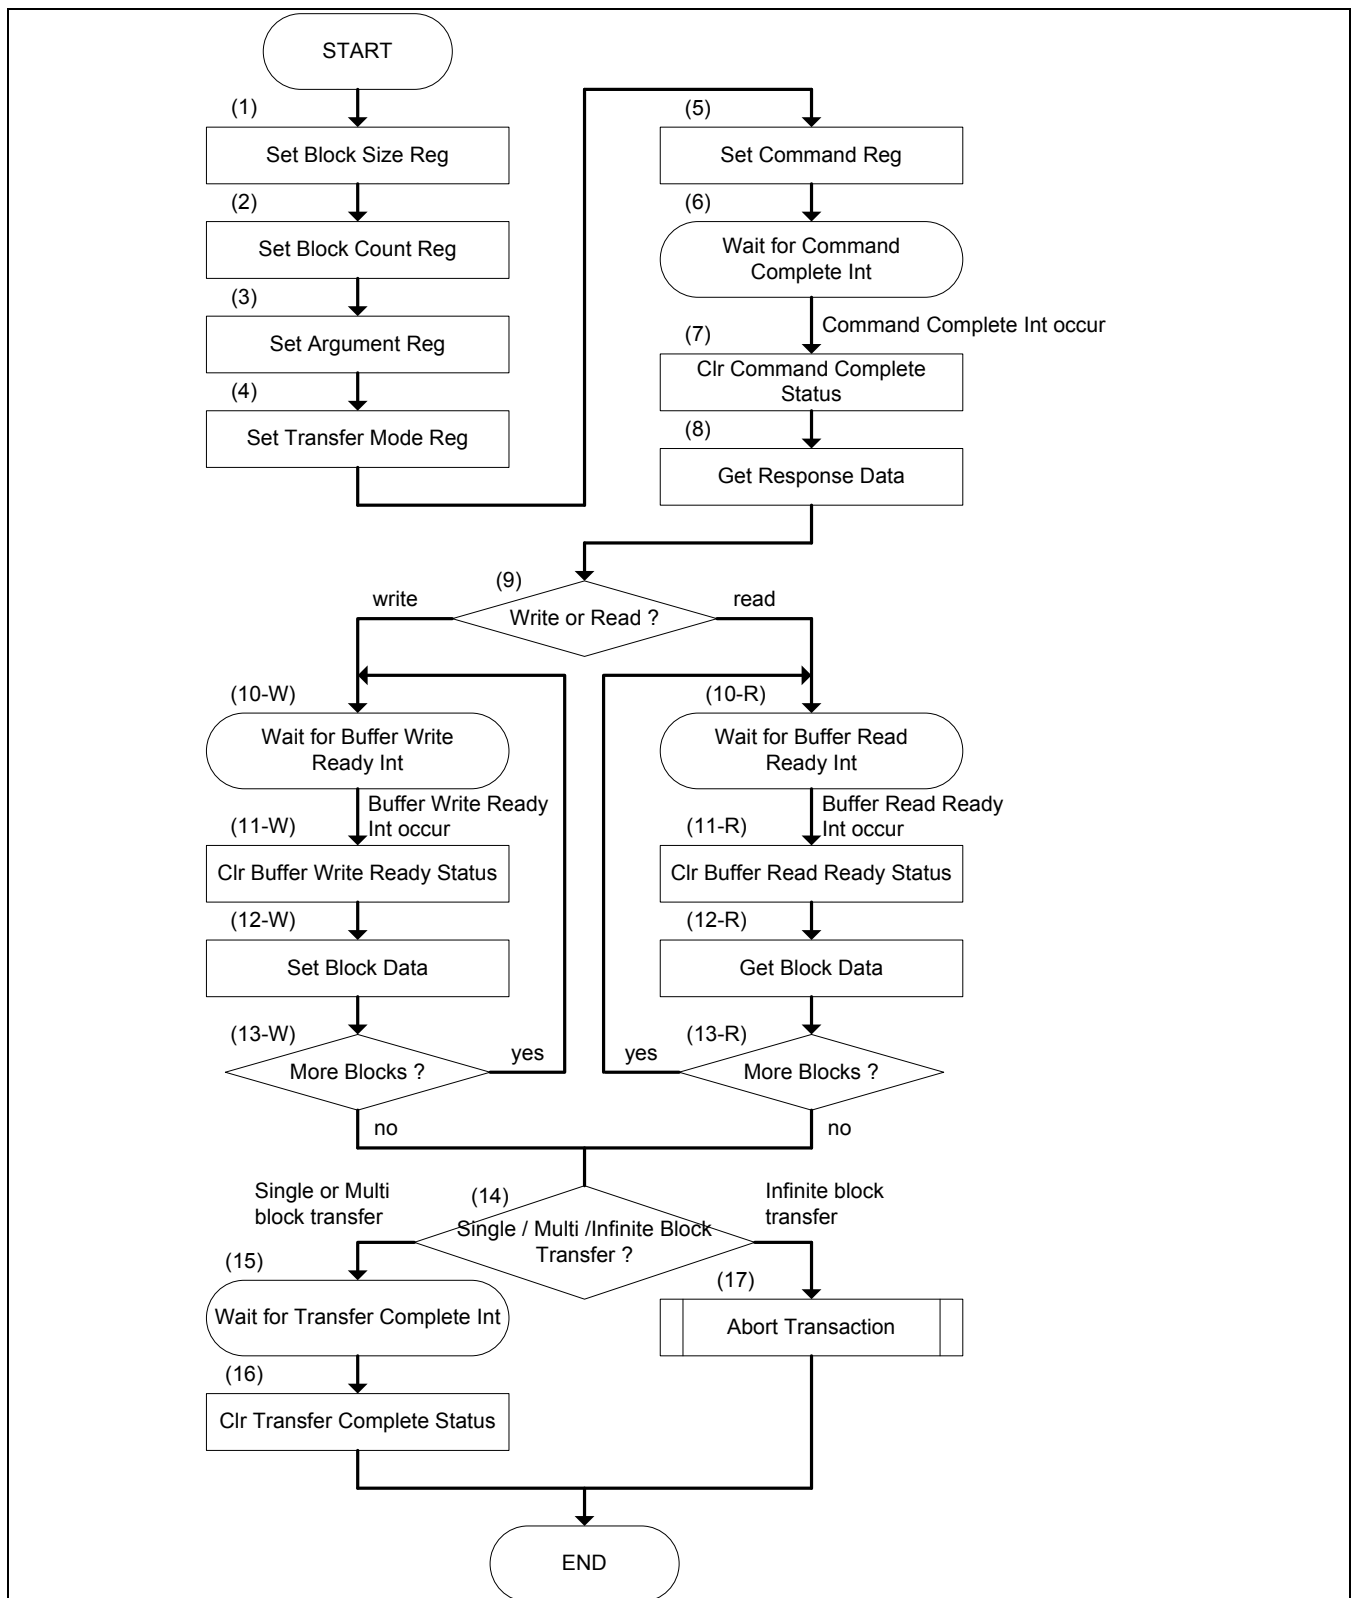 START
(1)
Set Block Size Reg
(2)
Set Block Count Reg
(3)
Set Argument Reg
(4)
Set Transfer Mode Reg
(5)
Set Command Reg
(6)
Wait for Command
Complete Int
Command Complete Int occur
(7)
Clr Command Complete
Status
(8)
Get Response Data
(9)
write
Write or Read ?
read
(10-W)
Wait for Buffer Write
Ready Int
Buffer Write Ready
Int occur
(11-W)
Clr Buffer Write Ready Status
(12-W)
Set Block Data
(13-W)
More Blocks ?
yes
no
(10-R)
Wait for Buffer Read
Ready Int
Buffer Read Ready
Int occur
(11-R)
Clr Buffer Read Ready Status
(12-R)
Get Block Data
(13-R)
More Blocks ?
yes
no
(14)
Single / Multi /Infinite Block
Transfer ?
Single or Multi
block transfer
Infinite block
transfer
(15)
Wait for Transfer Complete Int
(16)
Clr Transfer Complete Status
(17)
Abort Transaction
END